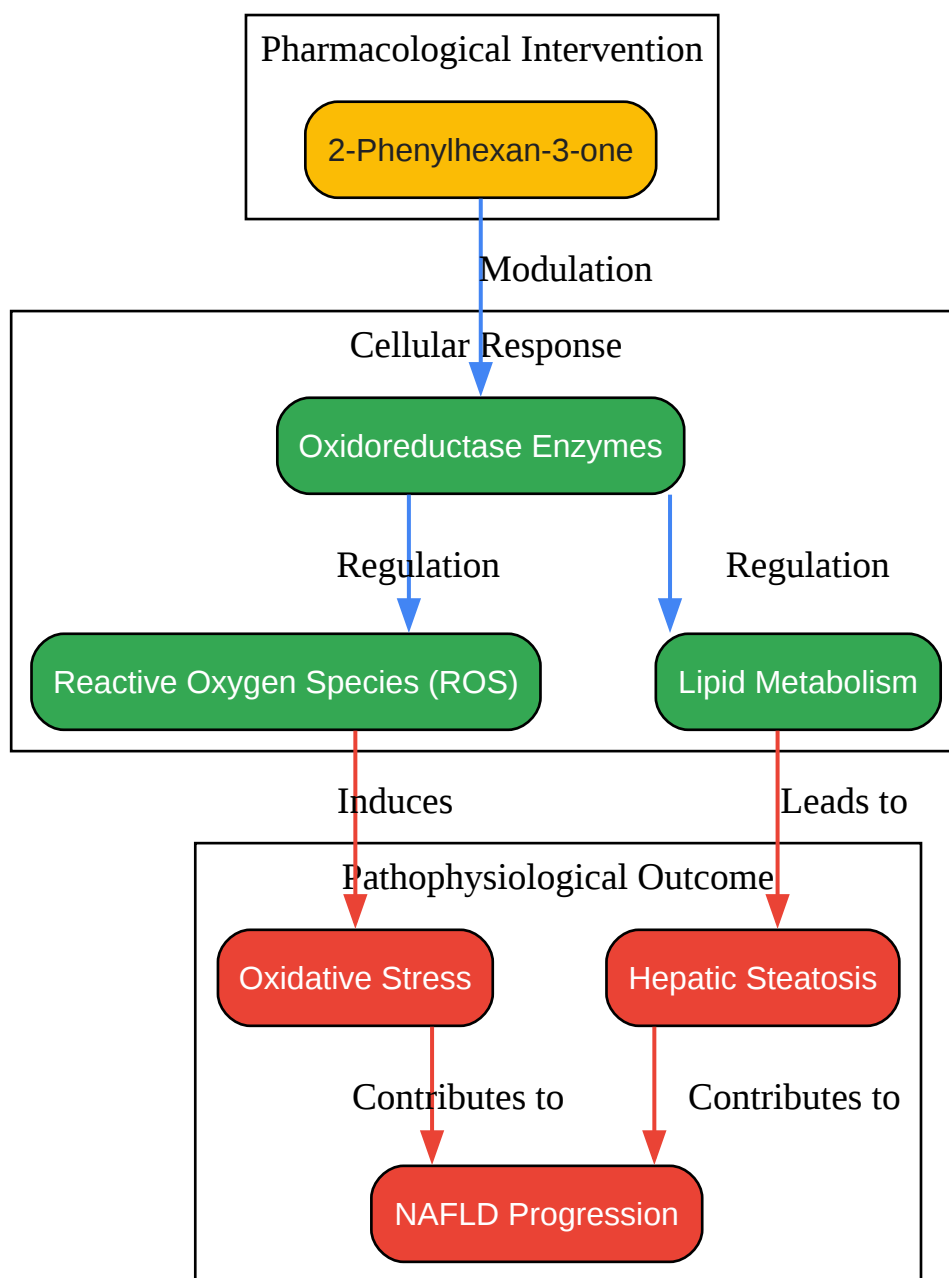 Pharmacological Intervention
2-Phenylhexan-3-one
Modulation
Cellular Response
Oxidoreductase Enzymes
Regulation
Regulation
Reactive Oxygen Species (ROS)
Lipid Metabolism
Induces
Leads to
Pathophysiological Outcome
Oxidative Stress
Hepatic Steatosis
Contributes to
Contributes to
NAFLD Progression